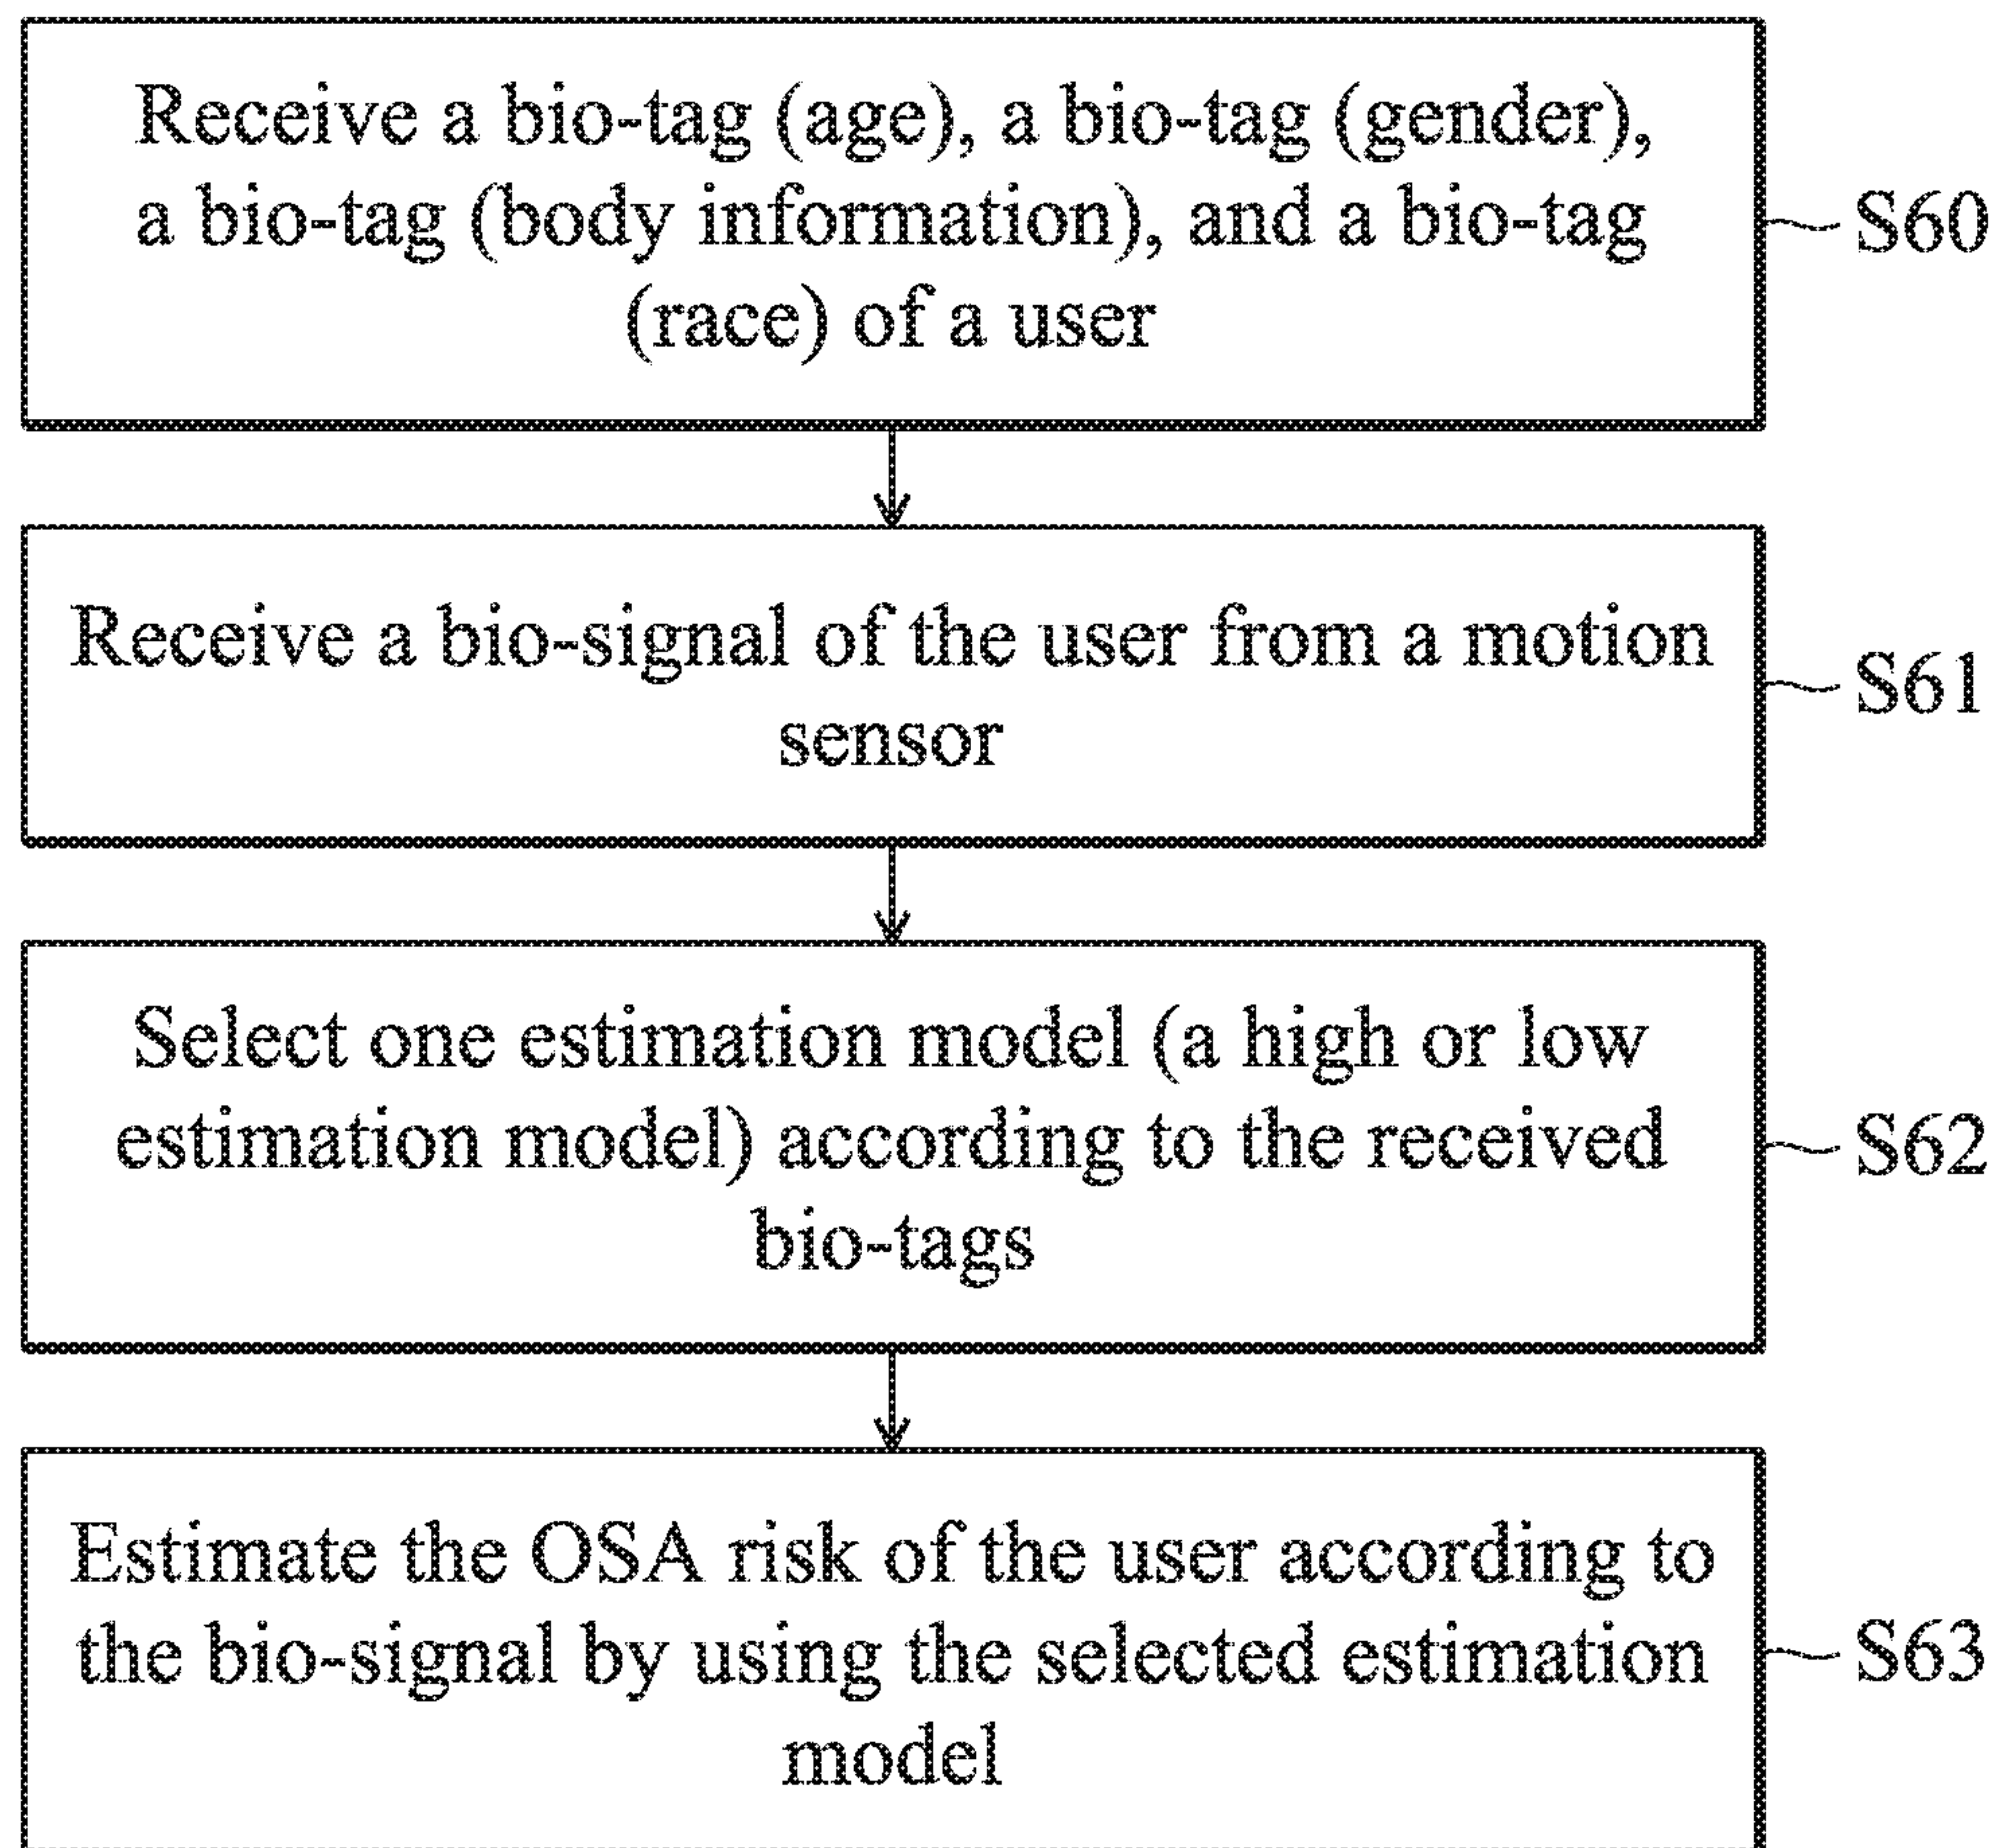 Receive a bio-tag (age), a bio-tag (gender),
a bio-tag (body information), and a bio-tag
(race) of a user
S60
Receive a bio-signal of the user from a motion
sensor
S61
Select one estimation model (a high or low
estimation model) according to the received
bio-tags
S62
Estimate the OSA risk of the user according to
the bio-signal by using the selected estimation
model
S63